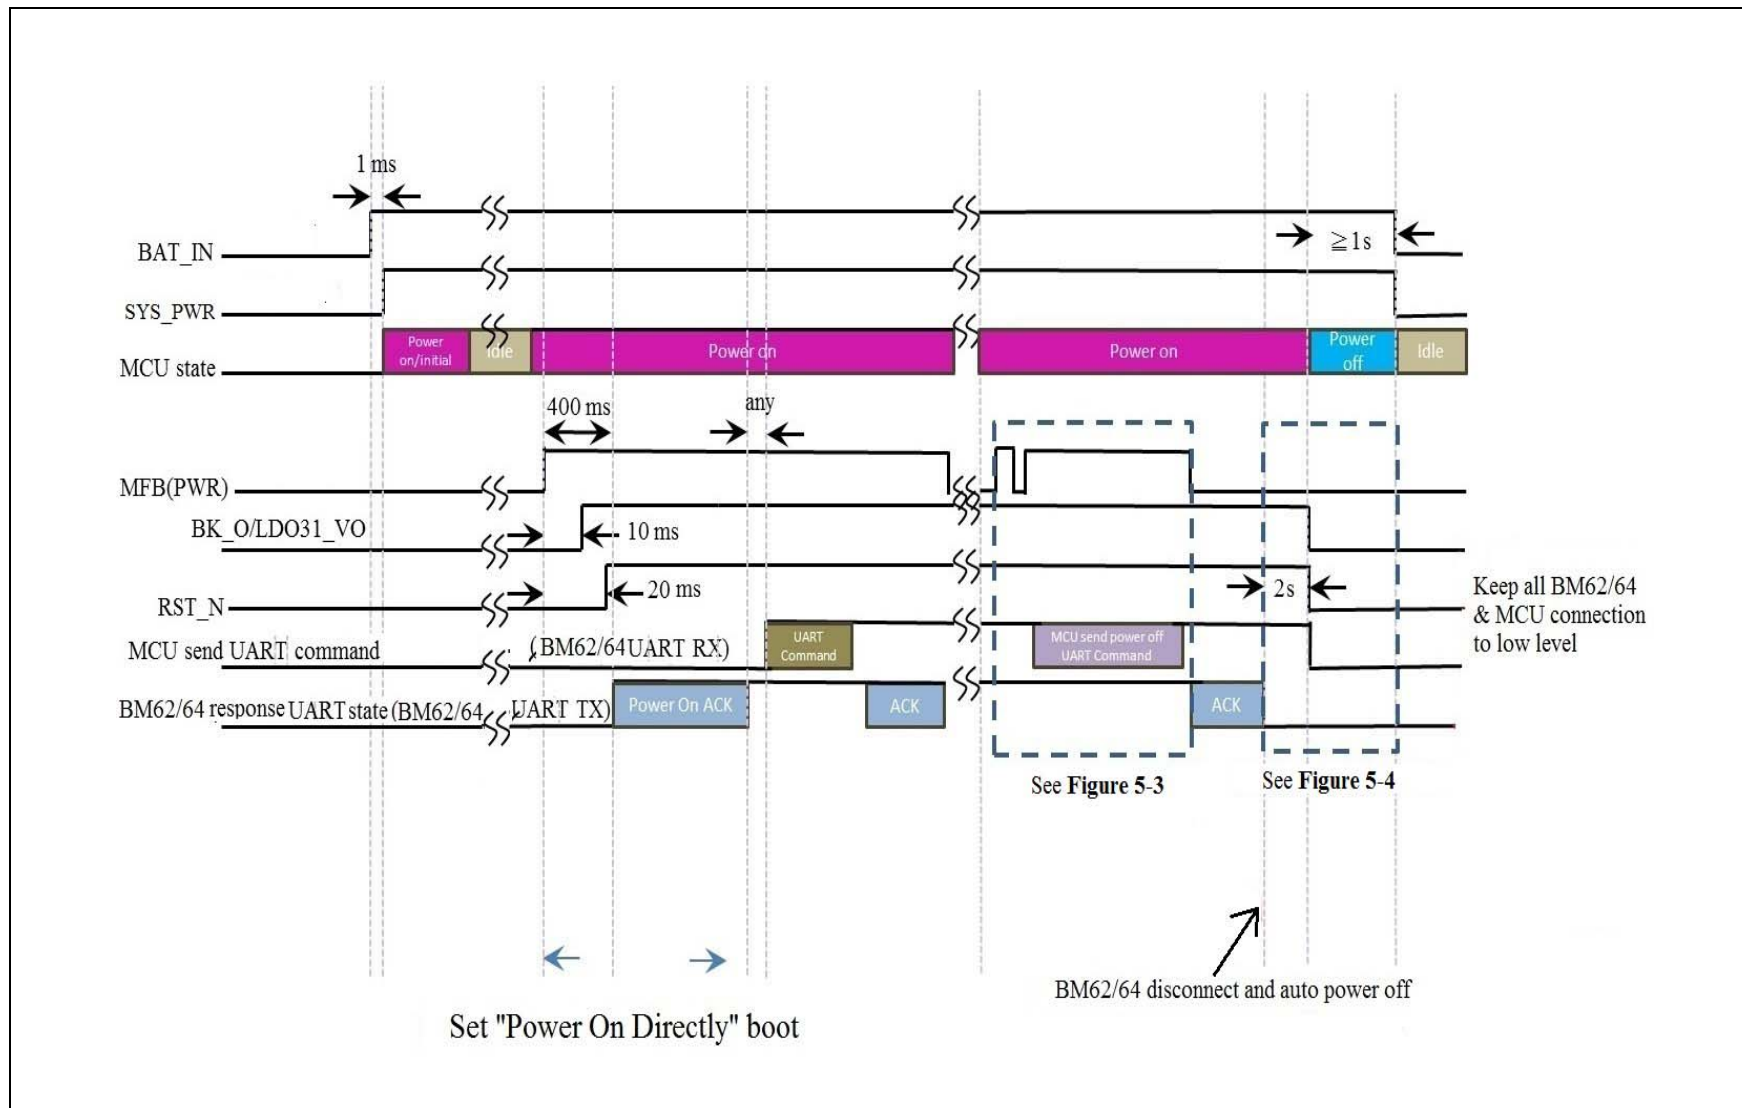 1 ms
BAT_IN
≧1s
SYS_PWR
MCU state
Power
on/initial
Idle
Power on
Power on
Power
off
Idle
400 ms
any
MFB(PWR)
BK_O/LDO31_VO
10 ms
RST_N
20 ms
2s
Keep all BM62/64
& MCU connection
to low level
MCU send UART command
(BM62/64 UART RX)
UART
Command
MCU send power off
UART Command
BM62/64 response UART state (BM62/64 UART TX)
Power On ACK
ACK
ACK
See Figure 5-3
See Figure 5-4
BM62/64 disconnect and auto power off
Set "Power On Directly" boot